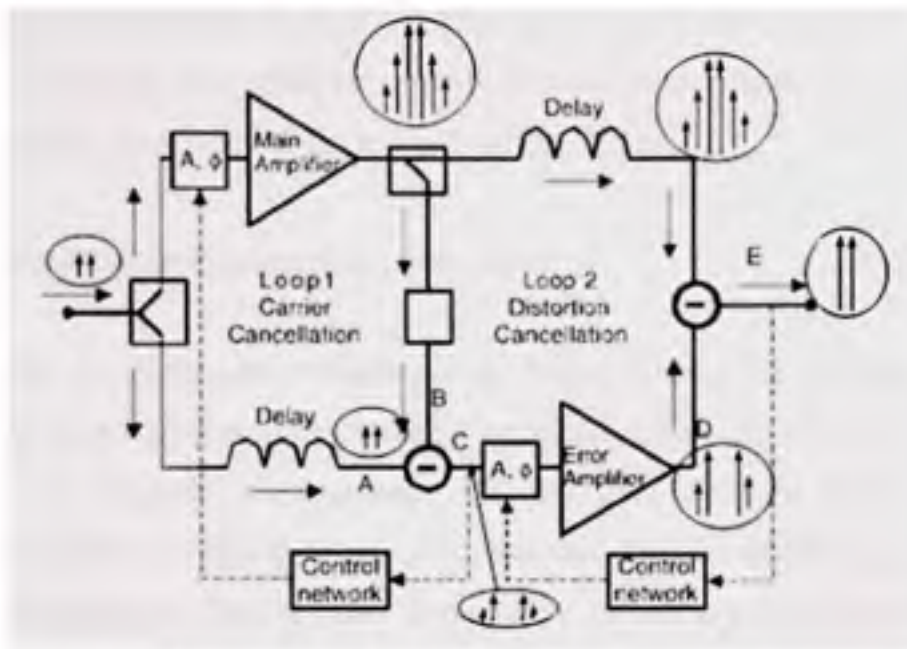 Delay
Main
Amplifier
A, ϕ
E
Loop 1
Carrier
Cancellation
Loop 2
Distortion
Cancellation
B
Delay
A
C
A, ϕ
Error
Amplifier
D
Control
network
Control
network